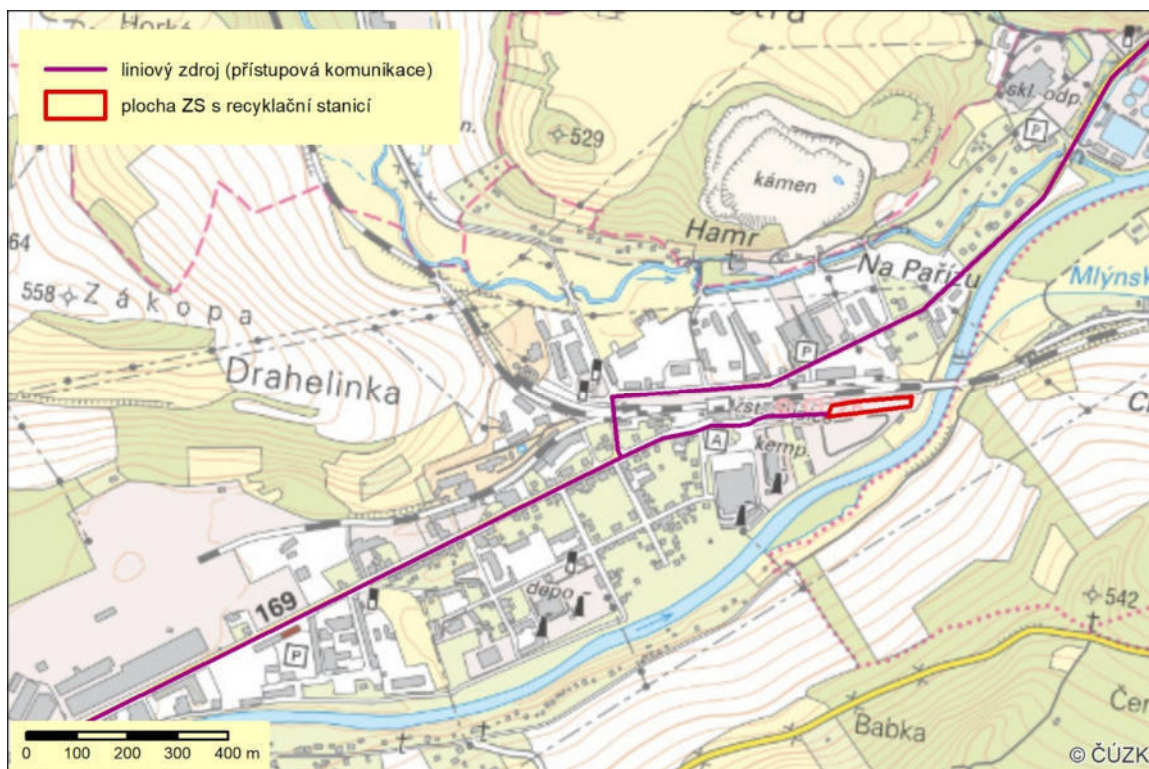 liniový zdroj (přístupová komunikace)
plocha ZS s recyklační stanicí
529
kámen
skl. odp.
P
Hamr
Na Pařízu
64
558
Zákopa
Mlýnsk
Drahelinka
P
A
kemp.
169
depo
P
542
Babka
Čer
0 100 200 300 400 m
© ČÚZK